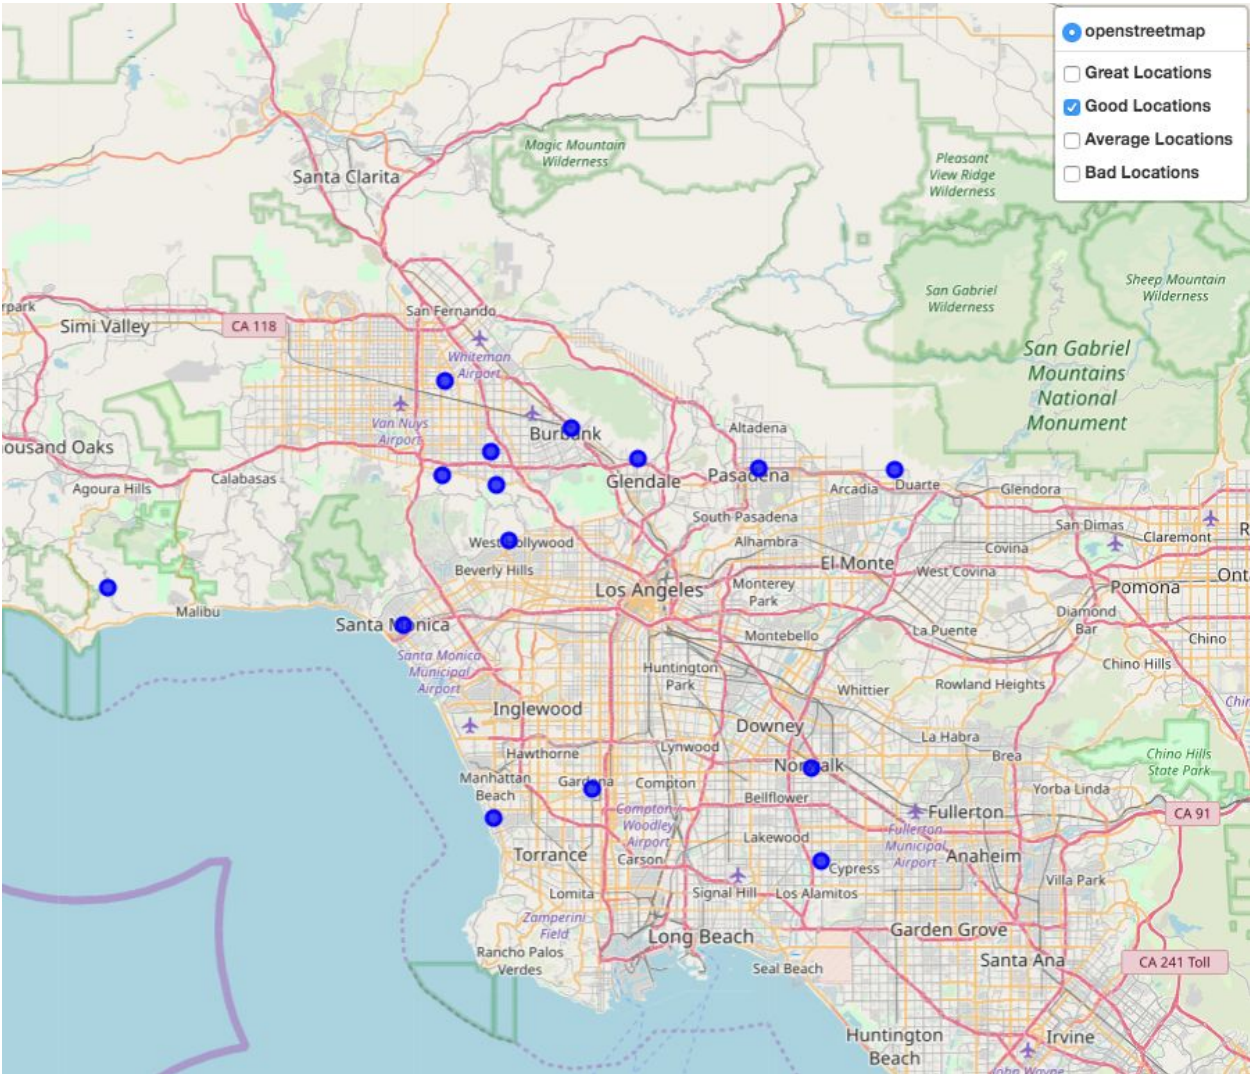 openstreetmap
Great Locations
Good Locations
Average Locations
Bad Locations
Magic Mountain
Wilderness
Pleasant
View Ridge
Wilderness
Santa Clarita
San Gabriel
Wilderness
Sheep Mountain
Wilderness
rpark
Simi Valley
CA 118
San Fernando
Whiteman
Airport
San Gabriel
Mountains
National
Monument
Van Nuys
Airport
Burbank
Altadena
ousand Oaks
Agoura Hills
Calabasas
Glendale
Pasadena
Arcadia
Duarte
Glendora
South Pasadena
San Dimas
Claremont
R
West Hollywood
Alhambra
Covina
Beverly Hills
El Monte
West Covina
Los Angeles
Monterey
Park
Pomona
Ont
Malibu
Santa Monica
Diamond
Bar
Montebello
La Puente
Chino
Santa Monica
Municipal
Airport
Huntington
Park
Chino Hills
Whittier
Rowland Heights
Chin
Inglewood
Downey
La Habra
Hawthorne
Lynwood
Brea
Chino Hills
State Park
Norwalk
Manhattan
Beach
Gardena
Compton
Yorba Linda
Bellflower
Compton/
Woodley
Airport
Fullerton
CA 91
Fullerton
Municipal
Airport
Lakewood
Torrance
Carson
Cypress
Anaheim
Lomita
Signal Hill
Los Alamitos
Villa Park
Zamperini
Field
Long Beach
Garden Grove
Rancho Palos
Verdes
Seal Beach
Santa Ana
CA 241 Toll
Huntington
Beach
Irvine
John Wayne